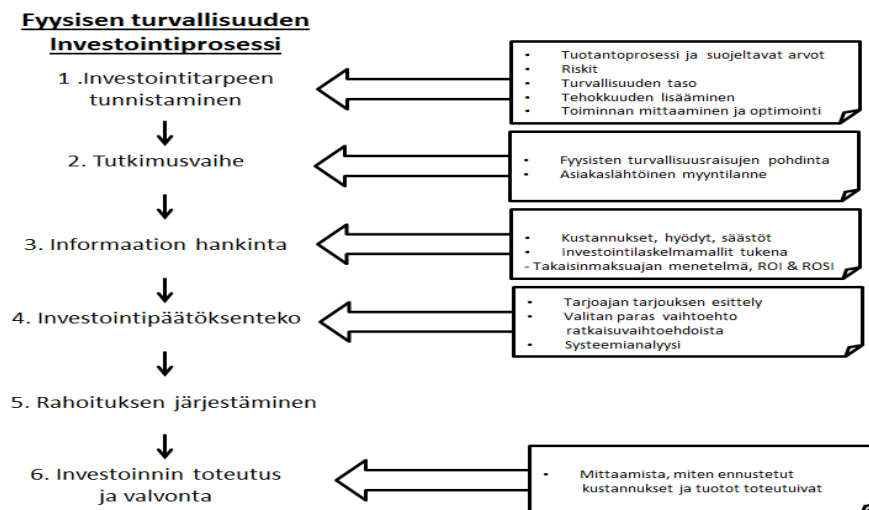 Fyysisen turvallisuuden
Investointiprosessi
1 .Investointitarpeen
tunnistaminen
• Tuotantoprosessi ja suojeltavat arvot
• Riskit
• Turvallisuuden taso
• Tehokkuuden lisääminen
• Toiminnan mittaaminen ja optimointi
2. Tutkimusvaihe
• Fyysisten turvallisuusraisujen pohdinta
• Asiakaslähtöinen myyntilanne
3. Informaation hankinta
• Kustannukset, hyödyt, säästöt
• Investointilaskelmamallit tukena
- Takaisinmaksuajan menetelmä, ROI & ROSI
4. Investointipäätöksenteko
• Tarjoajan tarjouksen esittely
• Valitan paras vaihtoehto
ratkaisuvaihtoehdoista
• Systeemianalyysi
5. Rahoituksen järjestäminen
6. Investoinnin toteutus
ja valvonta
• Mittaamista, miten ennustetut
kustannukset ja tuotot toteutuivat